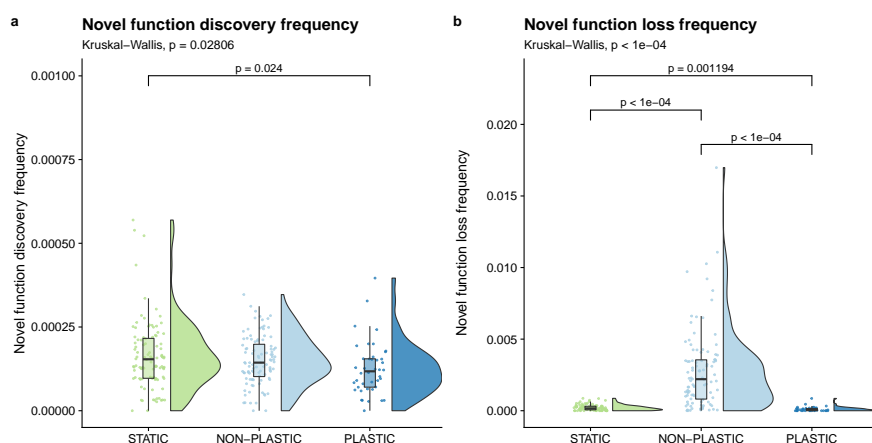 a
Novel function discovery frequency
Kruskal−Wallis, p = 0.02806
Novel function discovery frequency
0.00100
0.00075
0.00050
0.00025
0.00000
p = 0.024
STATIC
NON−PLASTIC
PLASTIC
b
Novel function loss frequency
Kruskal−Wallis, p < 1e−04
Novel function loss frequency
0.020
0.015
0.010
0.005
0.000
p = 0.001194
p < 1e−04
p < 1e−04
STATIC
NON−PLASTIC
PLASTIC